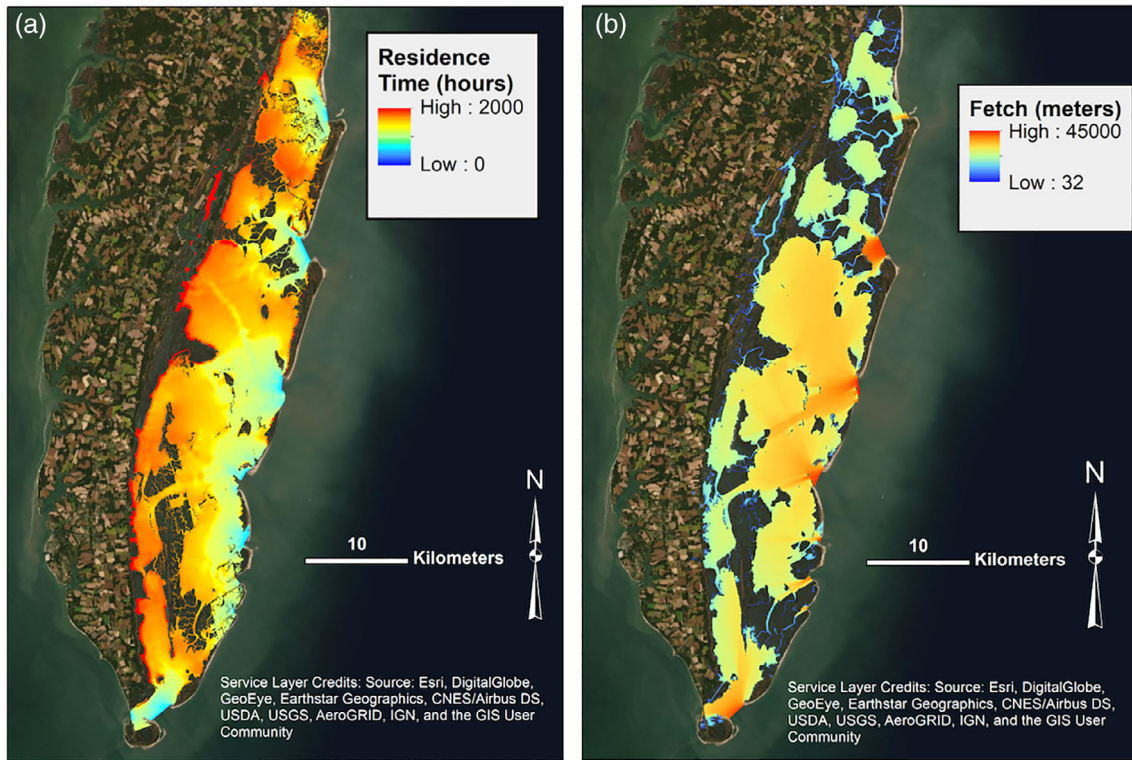 (a)
Residence
Time (hours)
High : 2000
Low : 0
N
10
Kilometers
Service Layer Credits: Source: Esri, DigitalGlobe,
GeoEye, Earthstar Geographics, CNES/Airbus DS,
USDA, USGS, AeroGRID, IGN, and the GIS User
Community
(b)
Fetch (meters)
High : 45000
Low : 32
N
10
Kilometers
Service Layer Credits: Source: Esri, DigitalGlobe,
GeoEye, Earthstar Geographics, CNES/Airbus DS,
USDA, USGS, AeroGRID, IGN, and the GIS User
Community